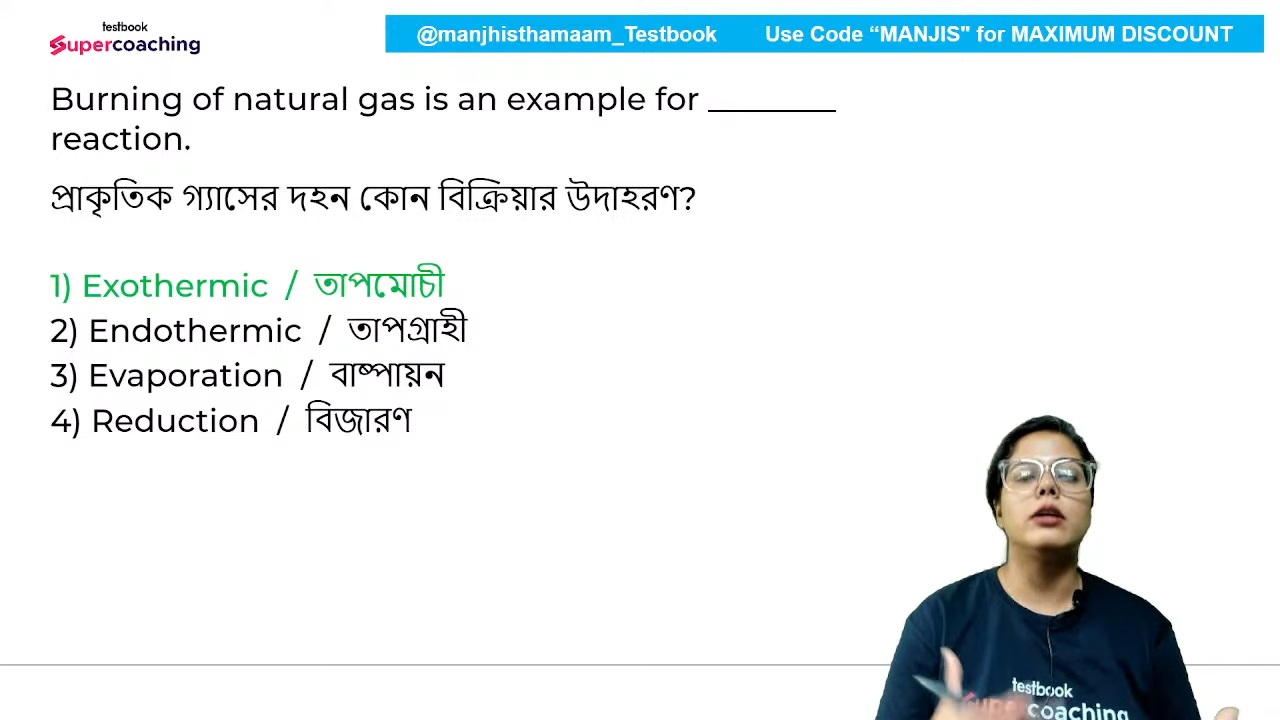 testbook
Supercoaching
@manjhisthamaam_Testbook Use Code “MANJIS" for MAXIMUM DISCOUNT
Burning of natural gas is an example for ________
reaction.
প্রাকৃতিক গ্যাসের দহন কোন বিক্রিয়ার উদাহরণ?
1) Exothermic / তাপমোচী
2) Endothermic / তাপগ্রাহী
3) Evaporation / বাষ্পায়ন
4) Reduction / বিজারণ
testbook
coaching